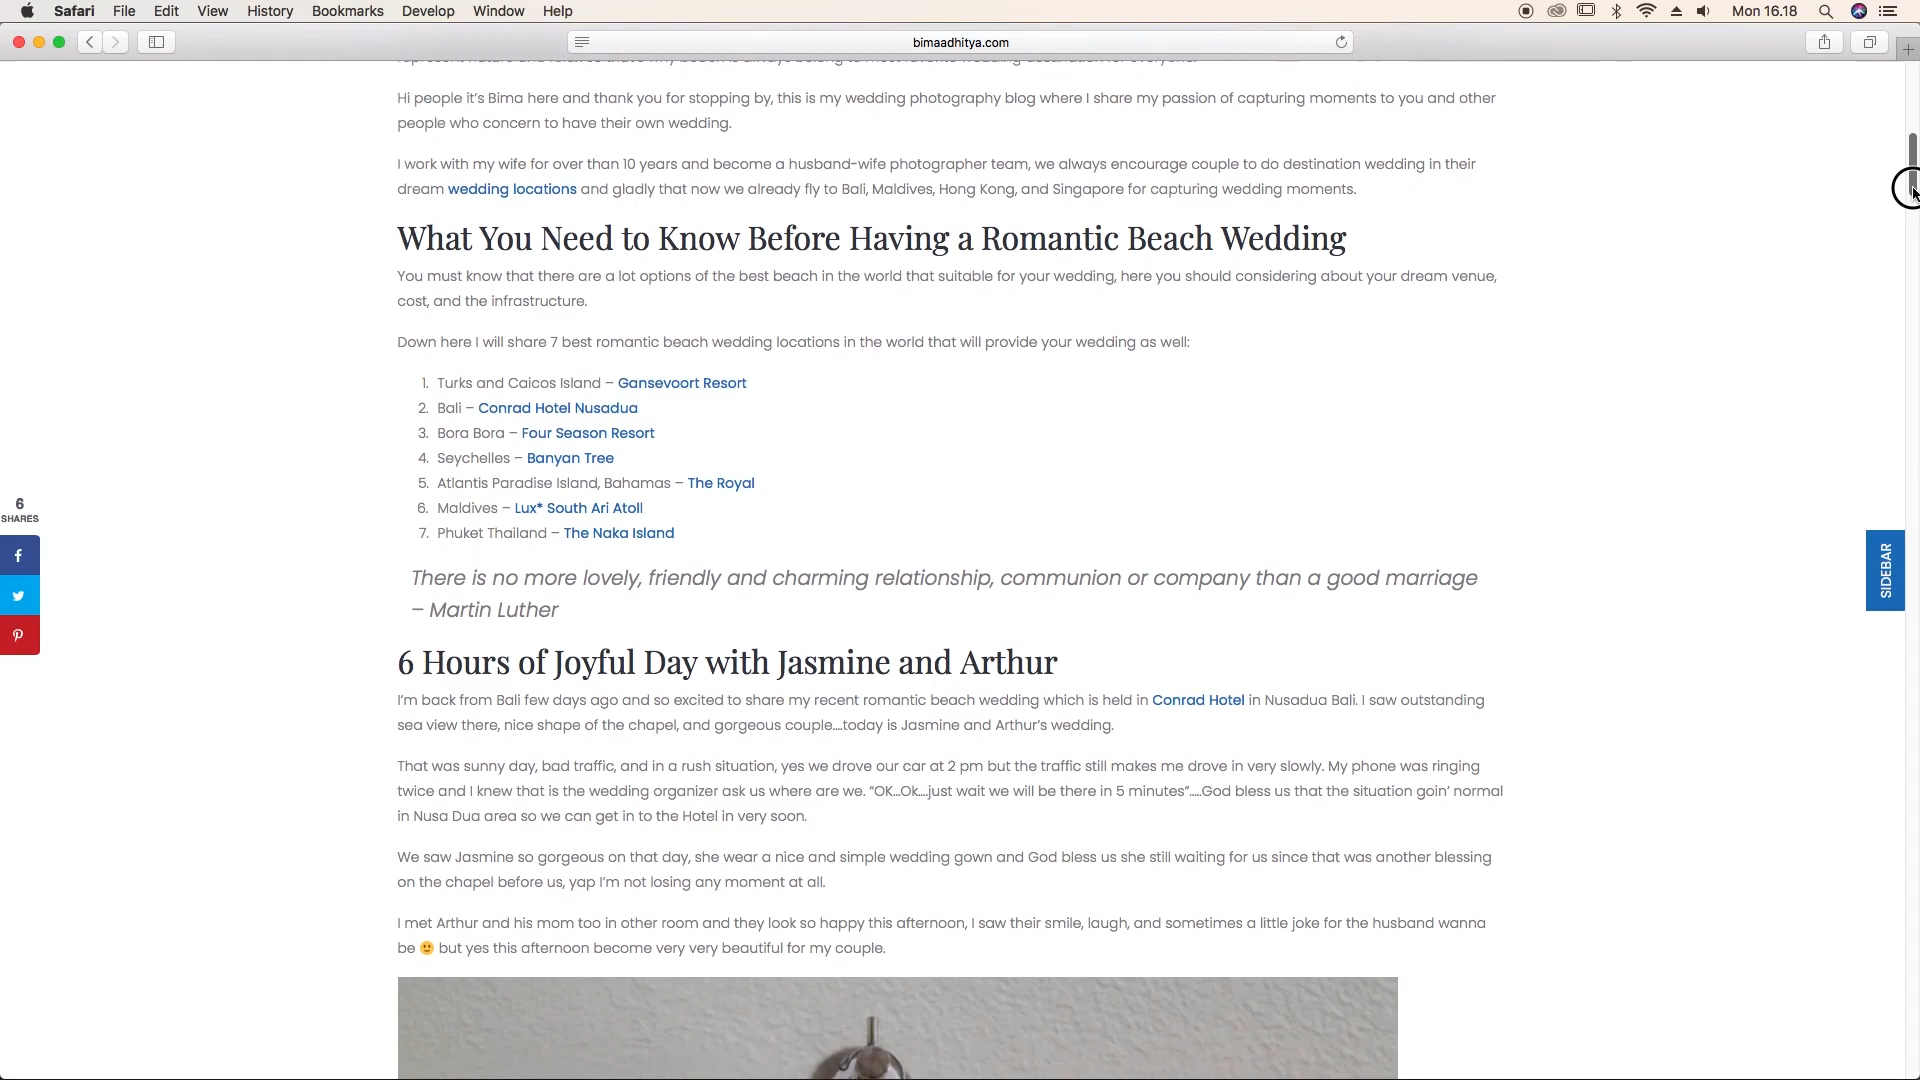 Safari File Edit View History Bookmarks Develop Window Help Mon 16.18
bimaadhitya.com
Hi people it's Bima here and thank you for stopping by, this is my wedding photography blog where I share my passion of capturing moments to you and other
people who concern to have their own wedding.
I work with my wife for over than 10 years and become a husband-wife photographer team, we always encourage couple to do destination wedding in their
dream wedding locations and gladly that now we already fly to Bali, Maldives, Hong Kong, and Singapore for capturing wedding moments.
What You Need to Know Before Having a Romantic Beach Wedding
You must know that there are a lot options of the best beach in the world that suitable for your wedding, here you should considering about your dream venue,
cost, and the infrastructure.
Down here I will share 7 best romantic beach wedding locations in the world that will provide your wedding as well:
1. Turks and Caicos Island – Gansevoort Resort
2. Bali – Conrad Hotel Nusadua
3. Bora Bora – Four Season Resort
4. Seychelles – Banyan Tree
5. Atlantis Paradise Island, Bahamas – The Royal
6. Maldives – Lux* South Ari Atoll
7. Phuket Thailand – The Naka Island
6
SHARES
SIDEBAR
There is no more lovely, friendly and charming relationship, communion or company than a good marriage
– Martin Luther
6 Hours of Joyful Day with Jasmine and Arthur
I'm back from Bali few days ago and so excited to share my recent romantic beach wedding which is held in Conrad Hotel in Nusadua Bali. I saw outstanding
sea view there, nice shape of the chapel, and gorgeous couple....today is Jasmine and Arthur's wedding.
That was sunny day, bad traffic, and in a rush situation, yes we drove our car at 2 pm but the traffic still makes me drove in very slowly. My phone was ringing
twice and I knew that is the wedding organizer ask us where are we. "OK...Ok....just wait we will be there in 5 minutes".....God bless us that the situation goin' normal
in Nusa Dua area so we can get in to the Hotel in very soon.
We saw Jasmine so gorgeous on that day, she wear a nice and simple wedding gown and God bless us she still waiting for us since that was another blessing
on the chapel before us, yap I'm not losing any moment at all.
I met Arthur and his mom too in other room and they look so happy this afternoon, I saw their smile, laugh, and sometimes a little joke for the husband wanna
be 🙂 but yes this afternoon become very very beautiful for my couple.